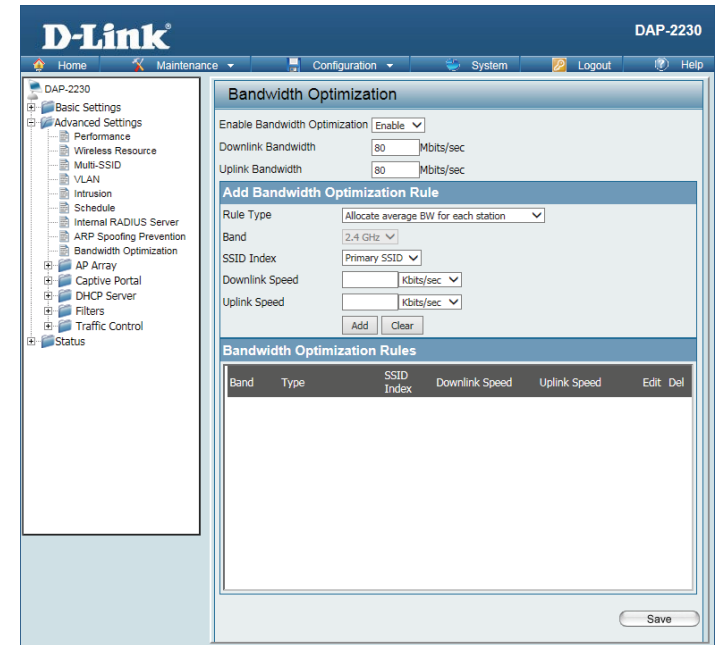 D-Link®
DAP-2230
Home Maintenance Configuration System Logout Help
DAP-2230
Basic Settings
Advanced Settings
Performance
Wireless Resource
Multi-SSID
VLAN
Intrusion
Schedule
Internal RADIUS Server
ARP Spoofing Prevention
Bandwidth Optimization
AP Array
Captive Portal
DHCP Server
Filters
Traffic Control
Status
Bandwidth Optimization
Enable Bandwidth Optimization Enable
Downlink Bandwidth 80 Mbits/sec
Uplink Bandwidth 80 Mbits/sec
Add Bandwidth Optimization Rule
Rule Type Allocate average BW for each station
Band 2.4 GHz
SSID Index Primary SSID
Downlink Speed Kbits/sec
Uplink Speed Kbits/sec
Add Clear
Bandwidth Optimization Rules
Band Type SSID Index Downlink Speed Uplink Speed Edit Del
Save